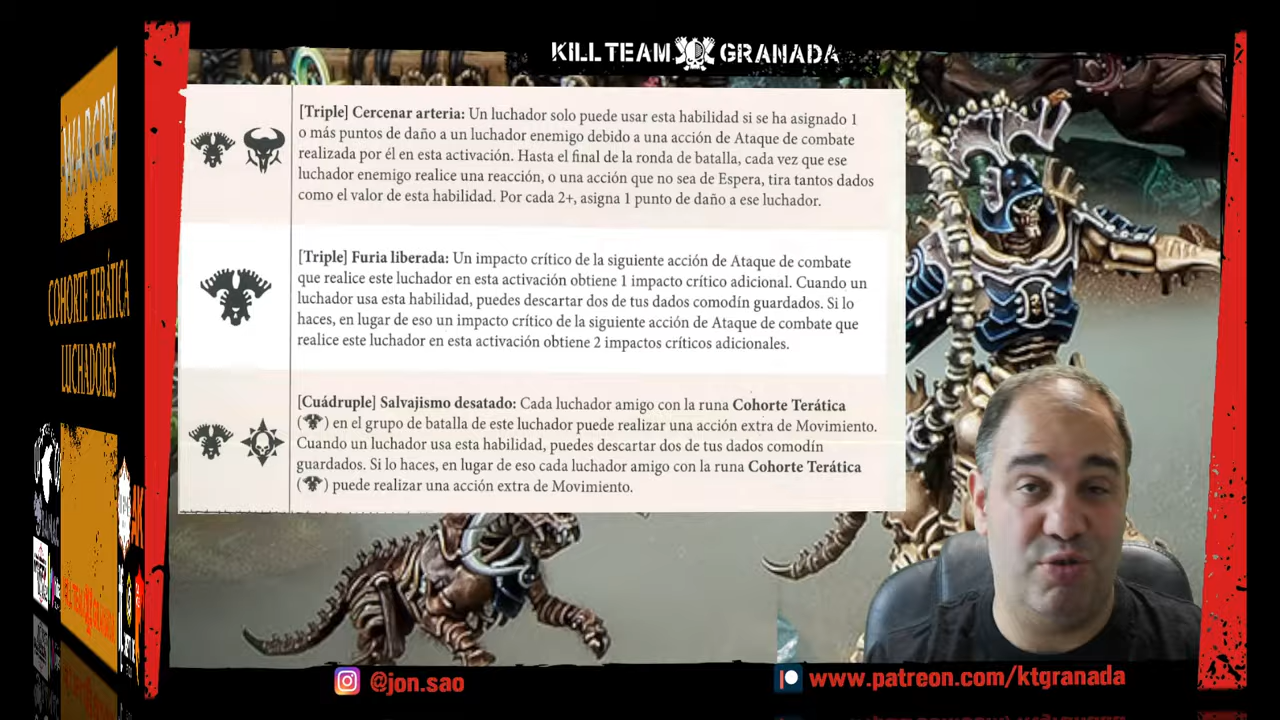 KILL TEAM GRANADA
[Triple] Cercenar arteria: Un luchador solo puede usar esta habilidad si se ha asignado 1
o más puntos de daño a un luchador enemigo debido a una acción de Ataque de combate
realizada por él en esta activación. Hasta el final de la ronda de batalla, cada vez que ese
luchador enemigo realice una reacción, o una acción que no sea de Espera, tira tantos dados
como el valor de esta habilidad. Por cada 2+, asigna 1 punto de daño a ese luchador.
[Triple] Furia liberada: Un impacto crítico de la siguiente acción de Ataque de combate
que realice este luchador en esta activación obtiene 1 impacto crítico adicional. Cuando un
luchador usa esta habilidad, puedes descartar dos de tus dados comodín guardados. Si lo
haces, en lugar de eso un impacto crítico de la siguiente acción de Ataque de combate que
realice este luchador en esta activación obtiene 2 impactos críticos adicionales.
[Cuádruple] Salvajismo desatado: Cada luchador amigo con la runa Cohorte Terática
( ) en el grupo de batalla de este luchador puede realizar una acción extra de Movimiento.
Cuando un luchador usa esta habilidad, puedes descartar dos de tus dados comodín
guardados. Si lo haces, en lugar de eso cada luchador amigo con la runa Cohorte Terática
( ) puede realizar una acción extra de Movimiento.
WARCRY
COHORTE TERÁTICA
LUCHADORES
@jon.sao
www.patreon.com/ktgranada